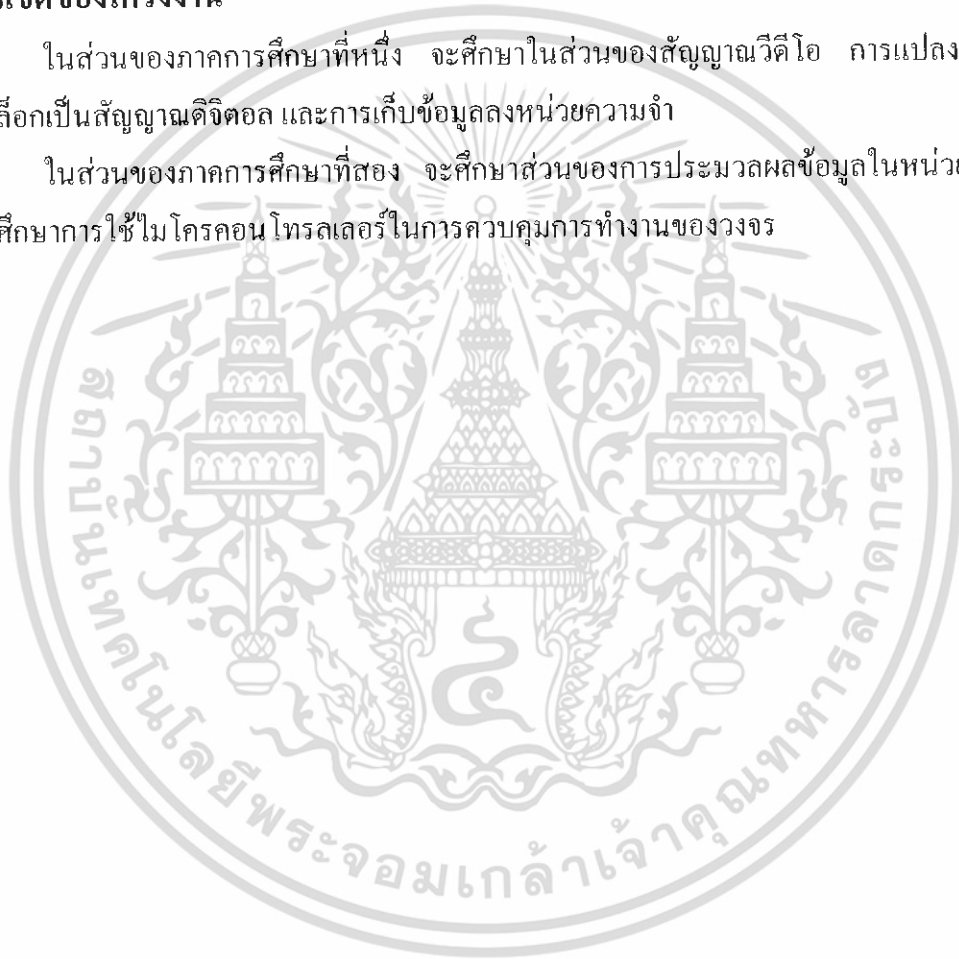 ของโครงงาน
ในส่วนของภาคการศึกษาที่หนึ่ง จะศึกษาในส่วนของสัญญาณวีดีโอ การแปลง
ล็อกเป็นสัญญาณดิจิตอล และการเก็บข้อมูลลงหน่วยความจำ
ในส่วนของภาคการศึกษาที่สอง จะศึกษาส่วนของการประมวลผลข้อมูลในหน่วย
ศึกษาการใช้ไมโครคอนโทรลเลอร์ในการควบคุมการทำงานของวงจร
สถาบันเทคโนโลยีพระจอมเกล้าเจ้าคุณทหารลาดกระบัง
๔